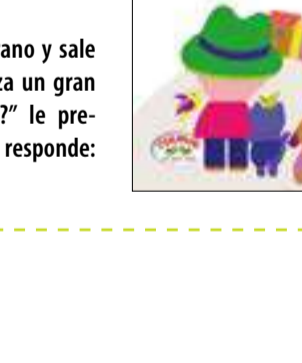 ano y sale
za un gran
?” le pre-
responde: